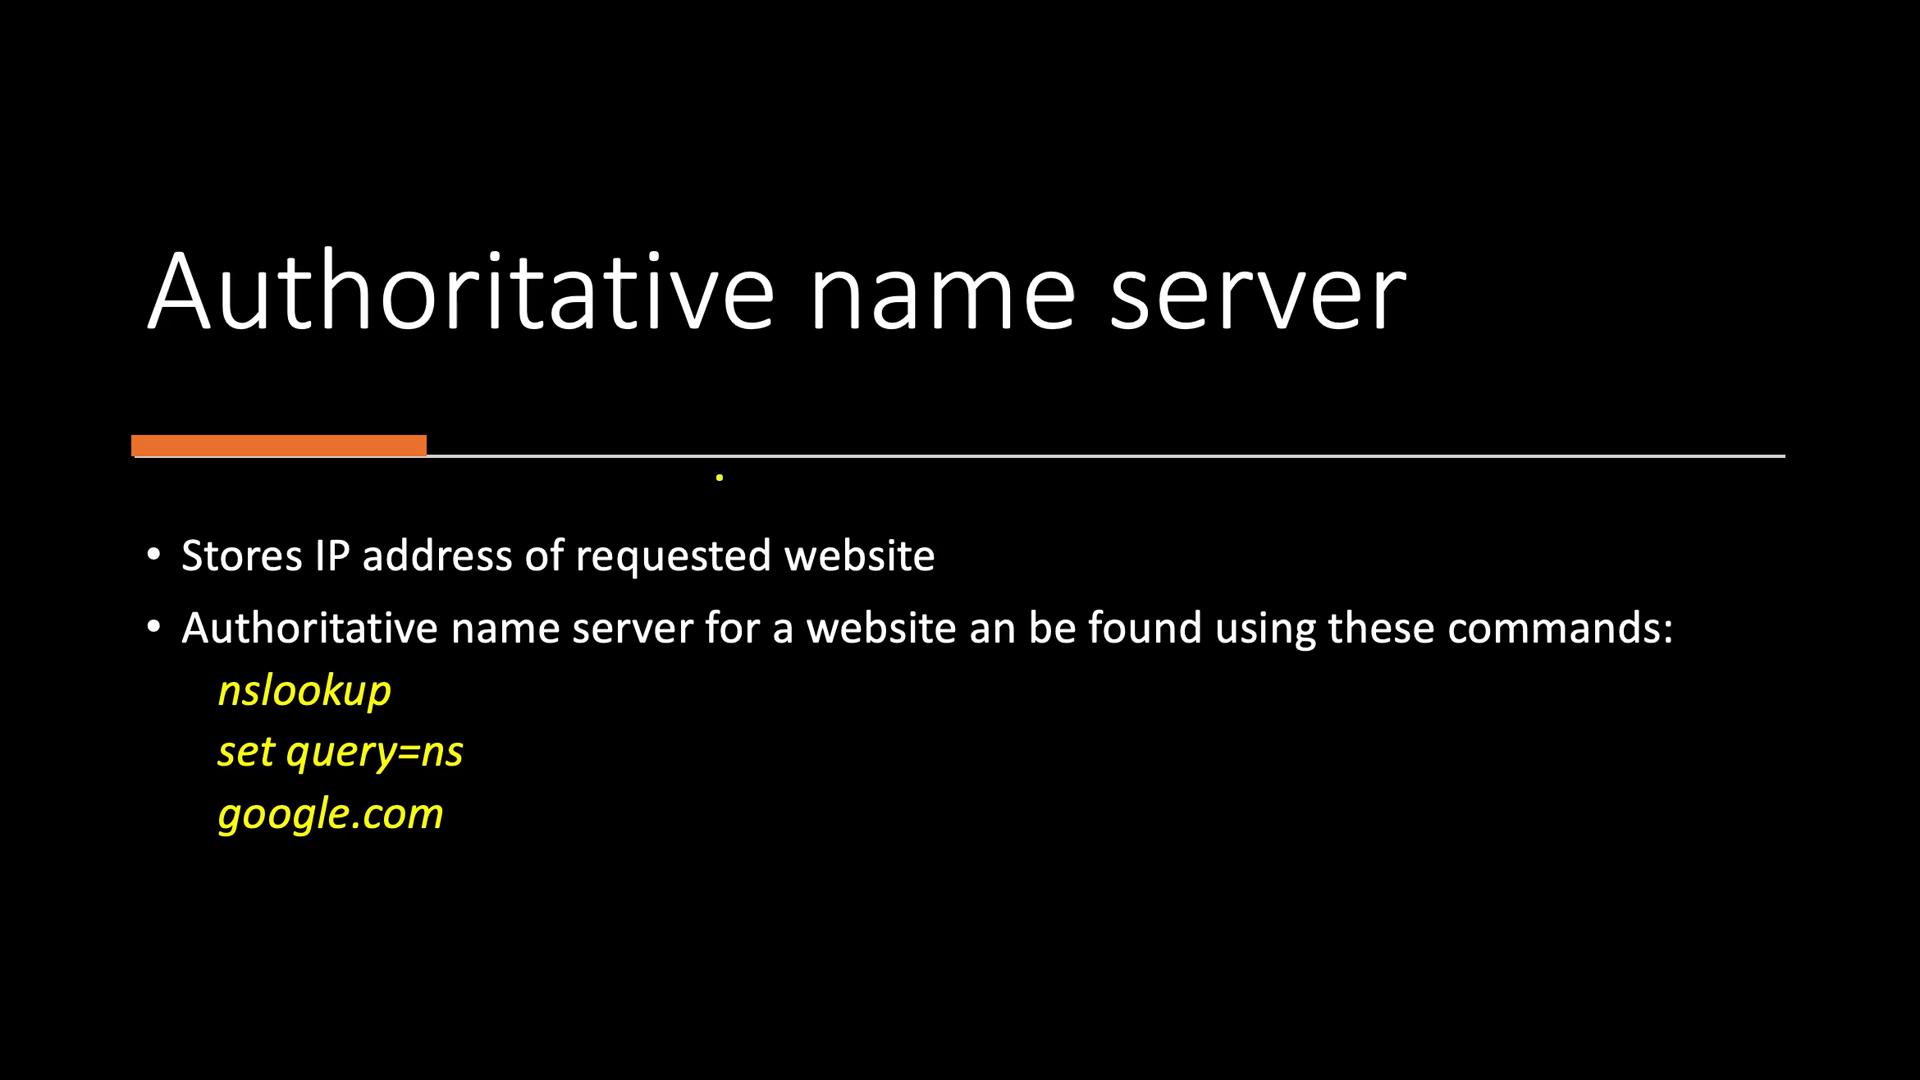 Authoritative name server
• Stores IP address of requested website
• Authoritative name server for a website an be found using these commands:
nslookup
set query=ns
google.com